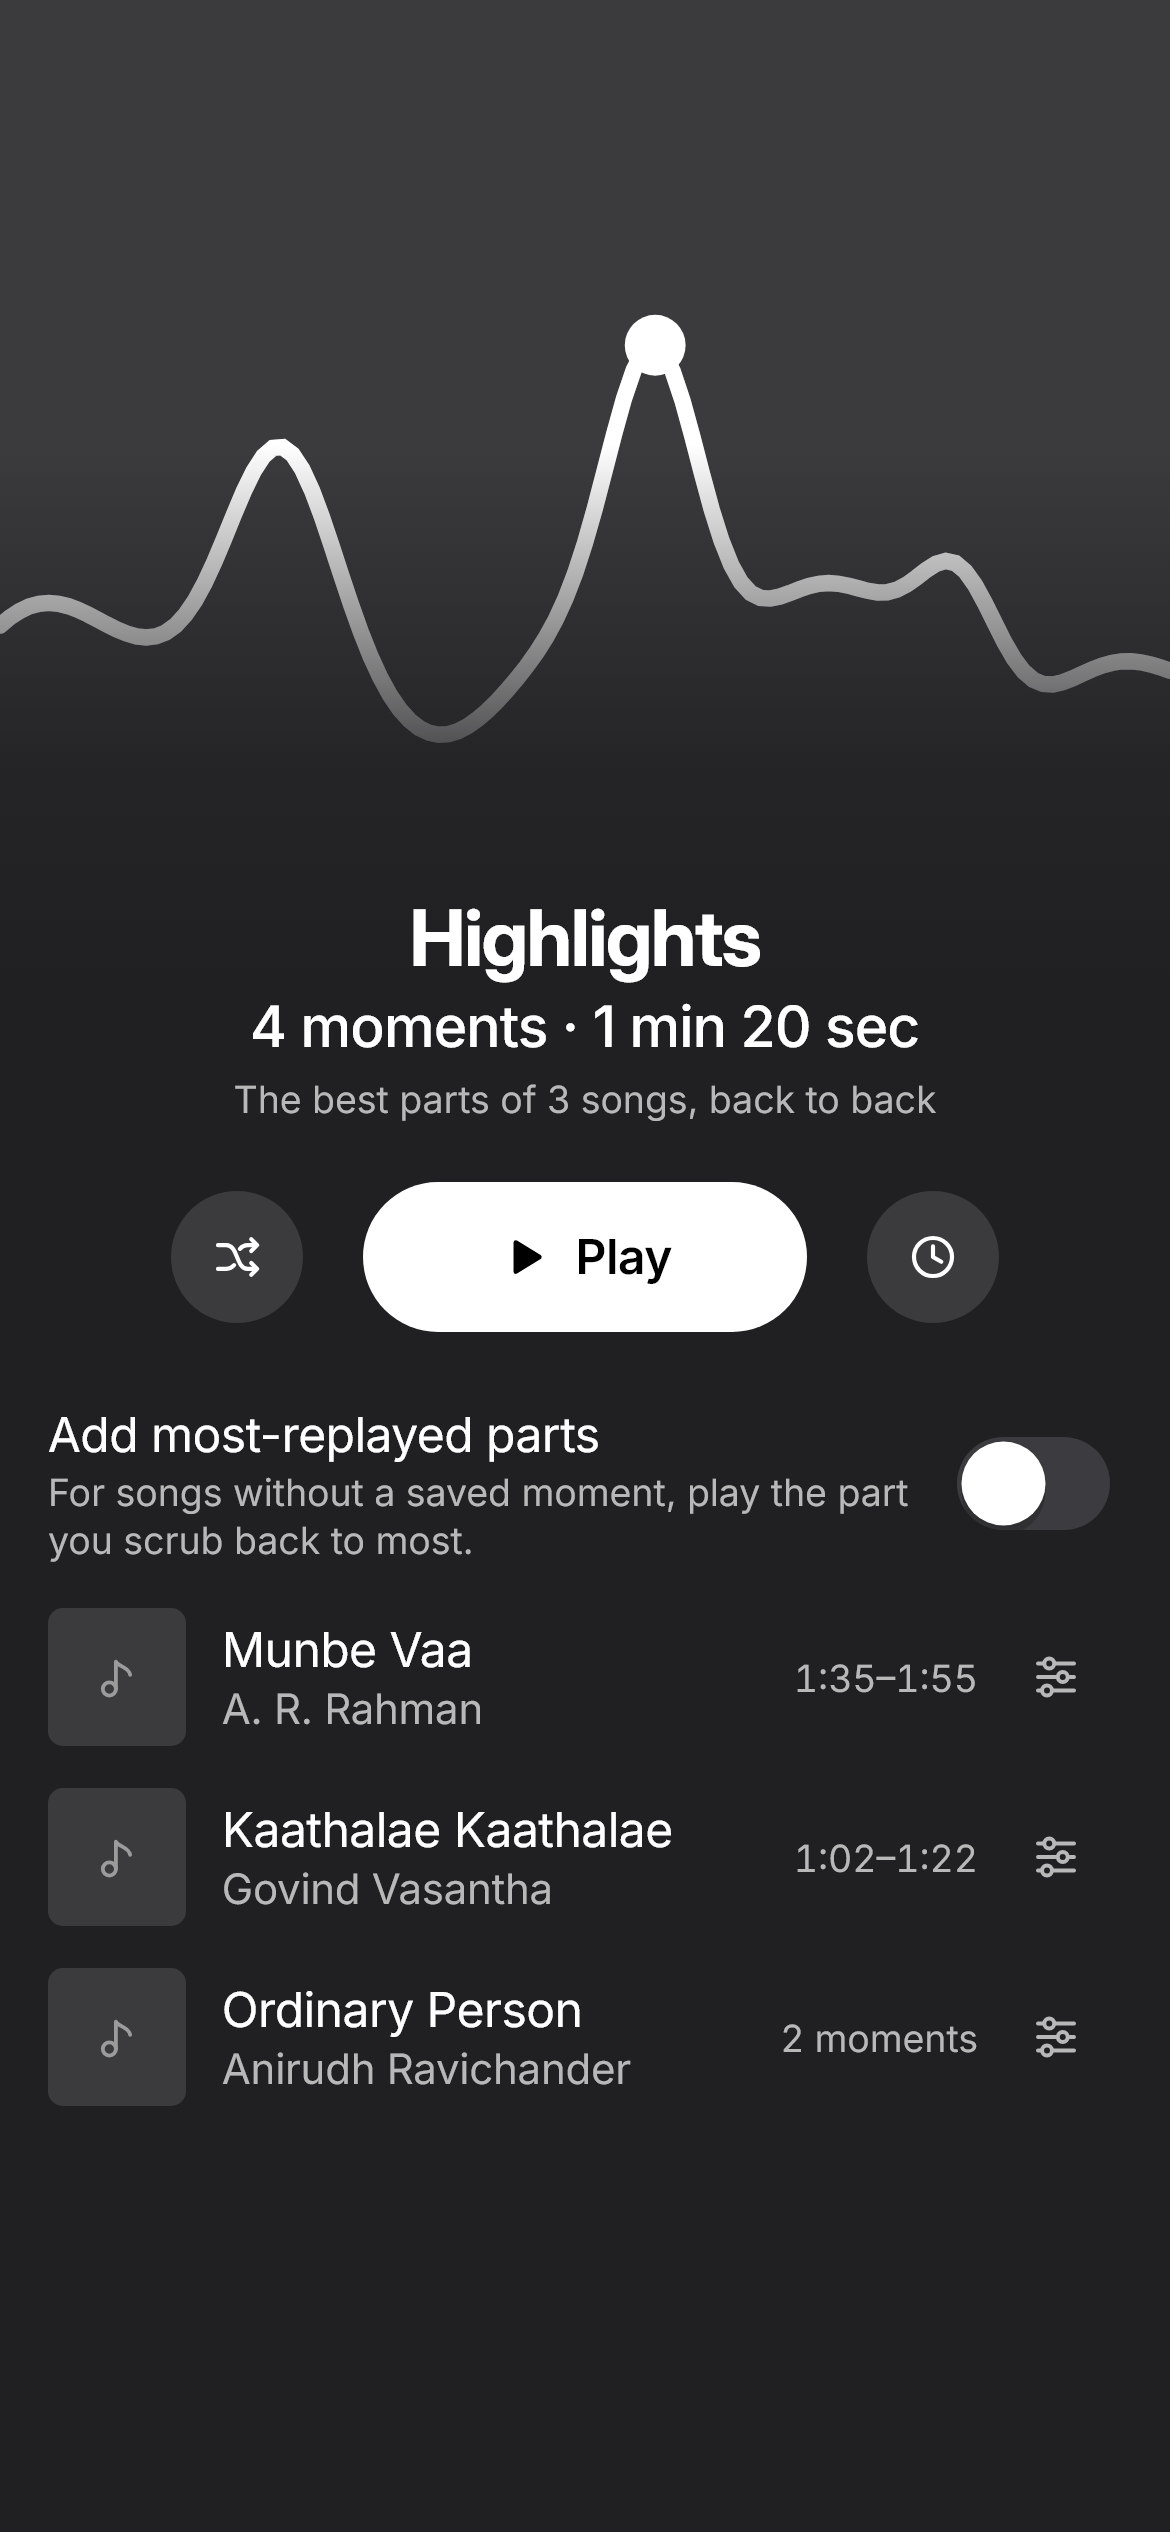 Highlights
4 moments · 1 min 20 sec
The best parts of 3 songs, back to back
Play
Add most-replayed parts
For songs without a saved moment, play the part
you scrub back to most.
Munbe Vaa
A. R. Rahman
1:35–1:55
Kaathalae Kaathalae
Govind Vasantha
1:02–1:22
Ordinary Person
Anirudh Ravichander
2 moments